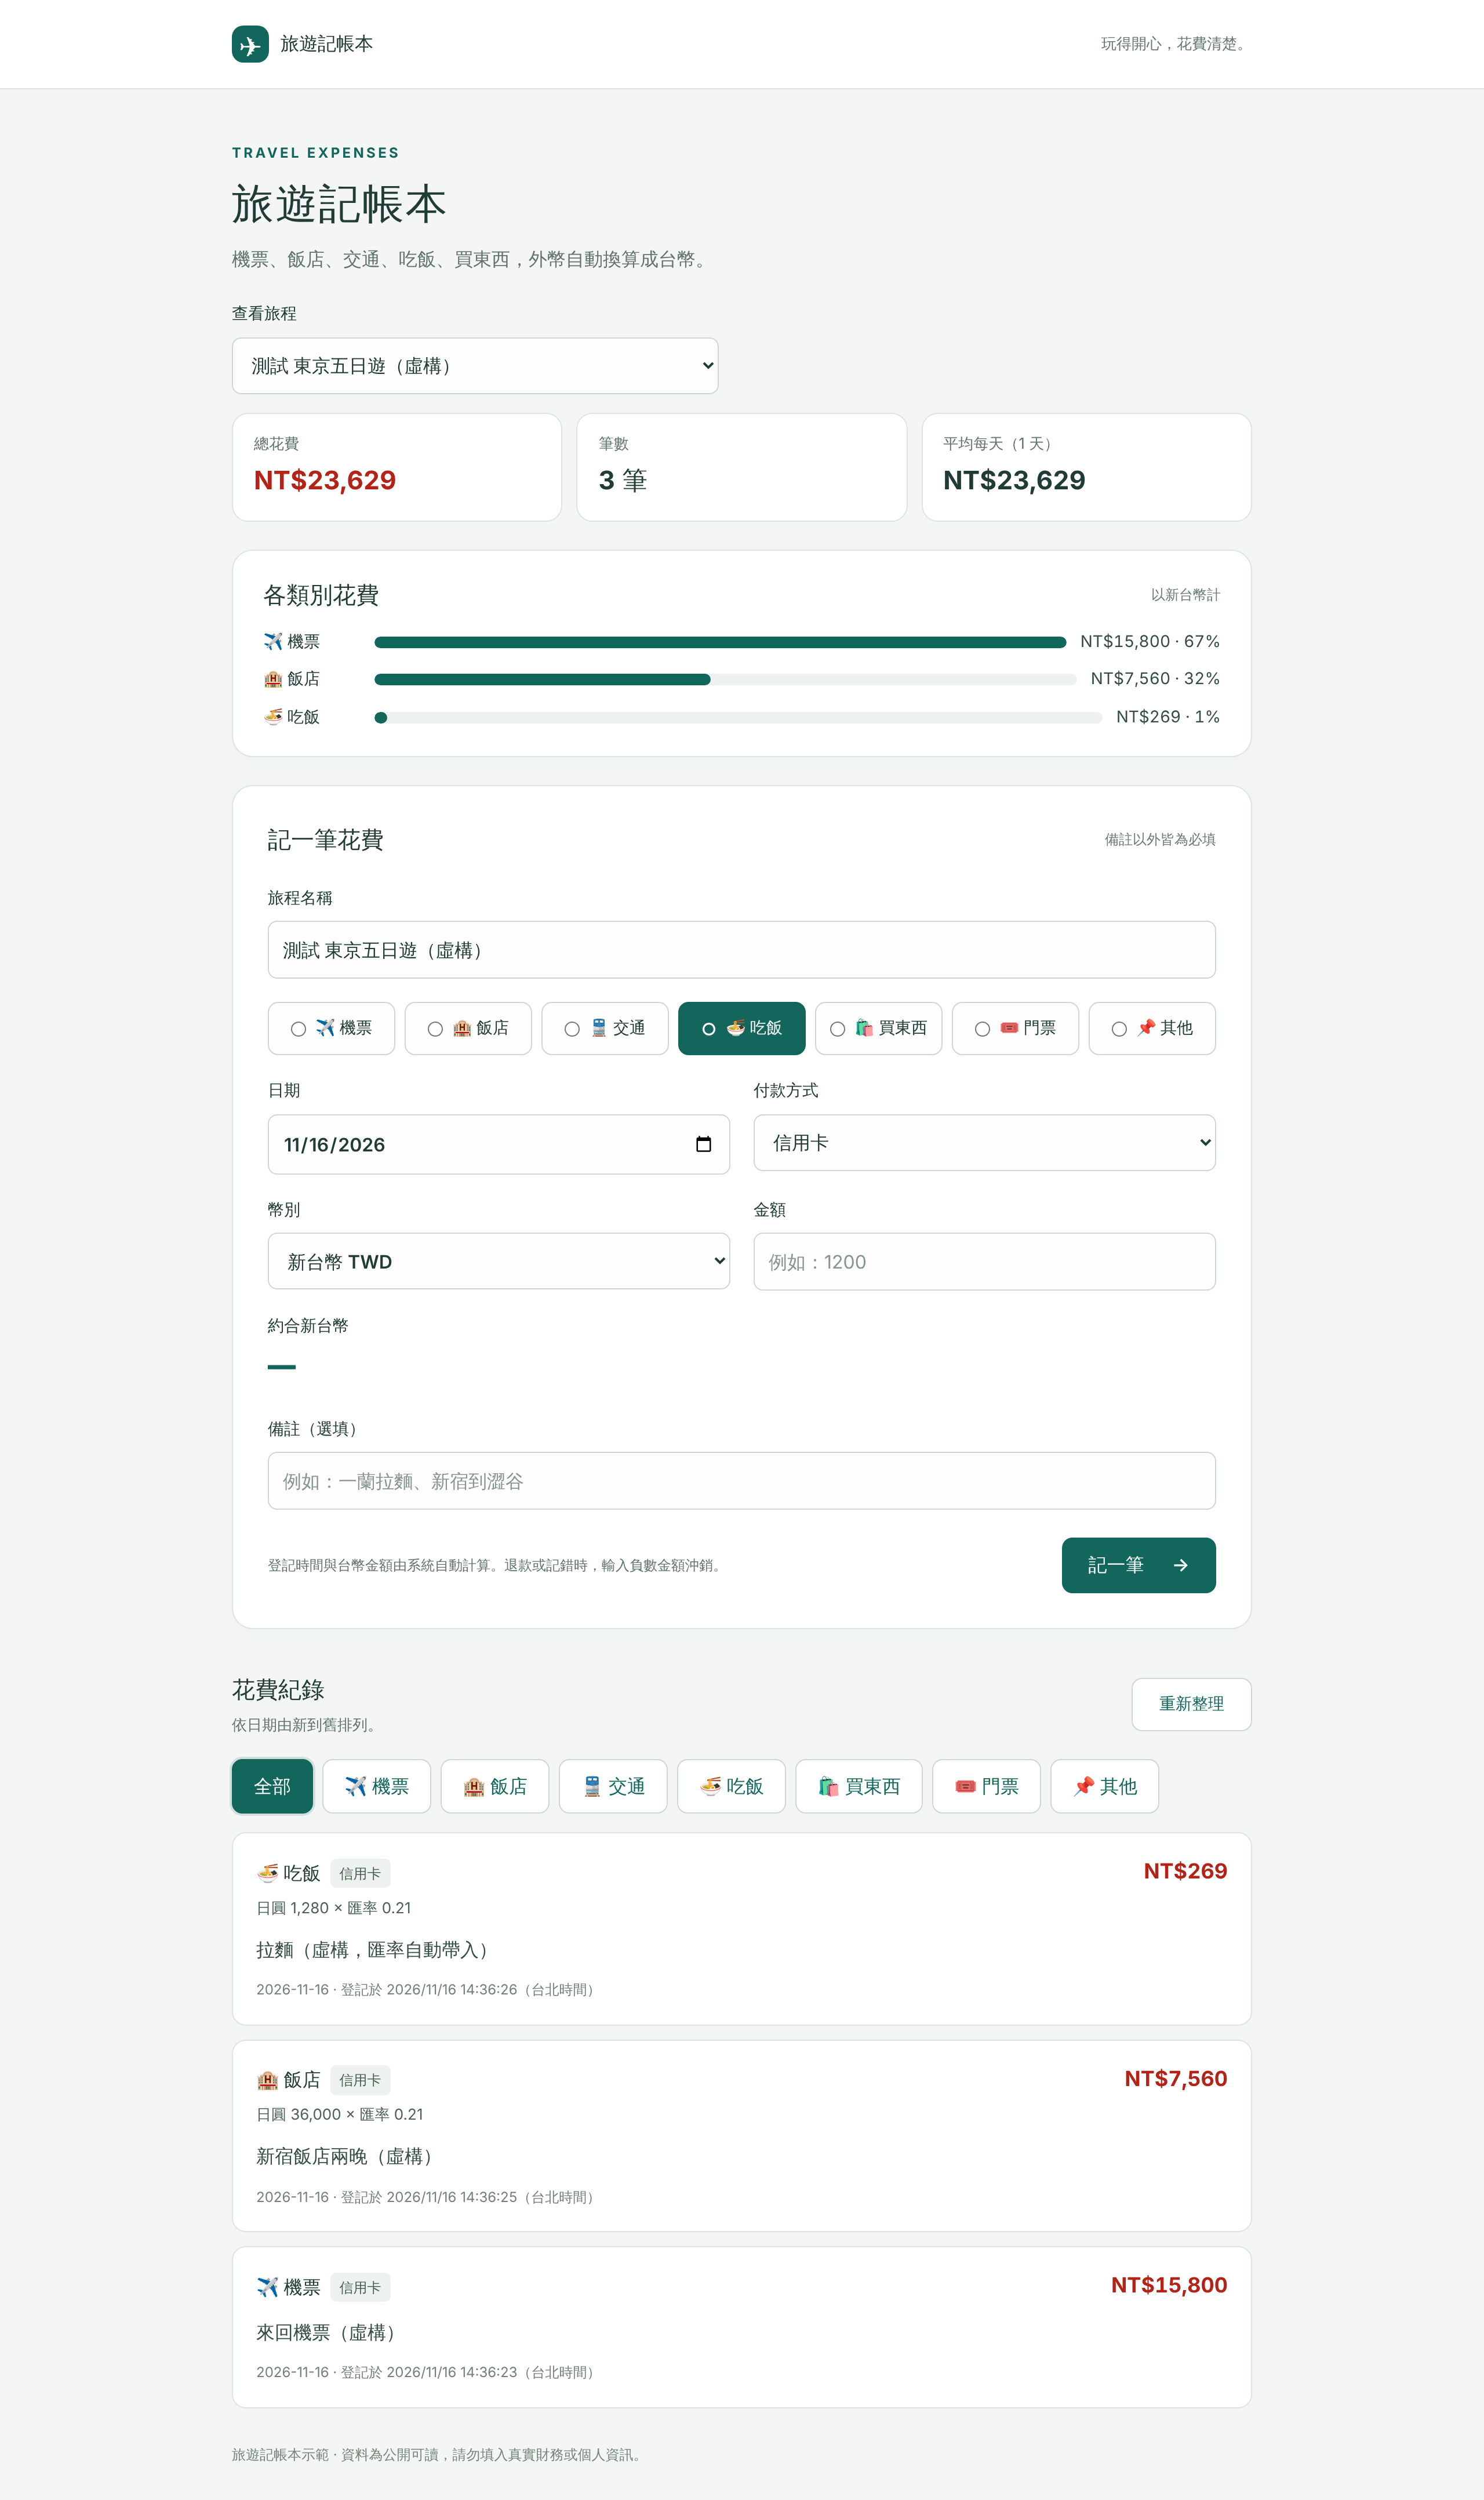 旅遊記帳本
玩得開心，花費清楚。
TRAVEL EXPENSES
旅遊記帳本
機票、飯店、交通、吃飯、買東西，外幣自動換算成台幣。
查看旅程
測試 東京五日遊（虛構）
總花費
NT$23,629
筆數
3 筆
平均每天（1 天）
NT$23,629
各類別花費
以新台幣計
✈️ 機票
NT$15,800 · 67%
🏨 飯店
NT$7,560 · 32%
🍜 吃飯
NT$269 · 1%
記一筆花費
備註以外皆為必填
旅程名稱
測試 東京五日遊（虛構）
✈️ 機票
🏨 飯店
🚆 交通
🍜 吃飯
🛍️ 買東西
🎟️ 門票
📌 其他
日期
付款方式
11/16/2026
信用卡
幣別
金額
新台幣 TWD
例如：1200
約合新台幣
—
備註（選填）
例如：一蘭拉麵、新宿到澀谷
登記時間與台幣金額由系統自動計算。退款或記錯時，輸入負數金額沖銷。
記一筆 →
花費紀錄
依日期由新到舊排列。
重新整理
全部
✈️ 機票
🏨 飯店
🚆 交通
🍜 吃飯
🛍️ 買東西
🎟️ 門票
📌 其他
🍜 吃飯 信用卡
NT$269
日圓 1,280 × 匯率 0.21
拉麵（虛構，匯率自動帶入）
2026-11-16 · 登記於 2026/11/16 14:36:26（台北時間）
🏨 飯店 信用卡
NT$7,560
日圓 36,000 × 匯率 0.21
新宿飯店兩晚（虛構）
2026-11-16 · 登記於 2026/11/16 14:36:25（台北時間）
✈️ 機票 信用卡
NT$15,800
來回機票（虛構）
2026-11-16 · 登記於 2026/11/16 14:36:23（台北時間）
旅遊記帳本示範 · 資料為公開可讀，請勿填入真實財務或個人資訊。